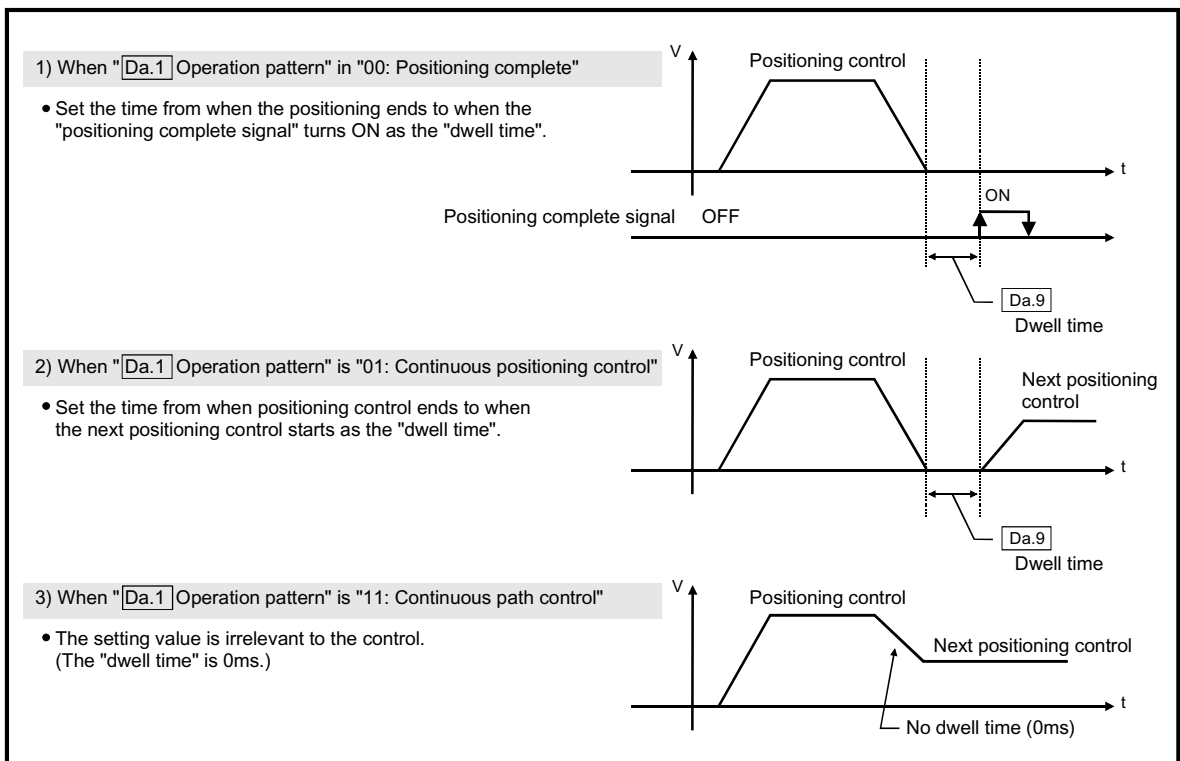 1) When "Da.1 Operation pattern" in "00: Positioning complete"
• Set the time from when the positioning ends to when the
"positioning complete signal" turns ON as the "dwell time".
V
Positioning control
t
ON
Positioning complete signal OFF
Da.9
Dwell time
2) When "Da.1 Operation pattern" is "01: Continuous positioning control"
• Set the time from when positioning control ends to when
the next positioning control starts as the "dwell time".
V
Positioning control
Next positioning
control
t
Da.9
Dwell time
3) When "Da.1 Operation pattern" is "11: Continuous path control"
• The setting value is irrelevant to the control.
(The "dwell time" is 0ms.)
V
Positioning control
Next positioning control
t
No dwell time (0ms)